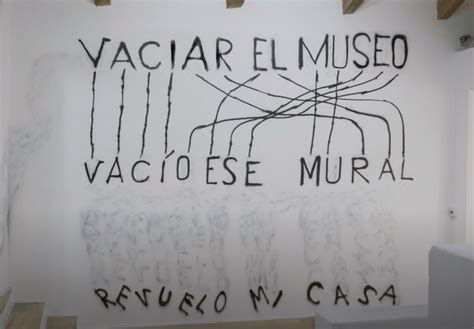 VACIAR EL MUSEO
VACÍO ESE MURAL
REVUELO MI CASA